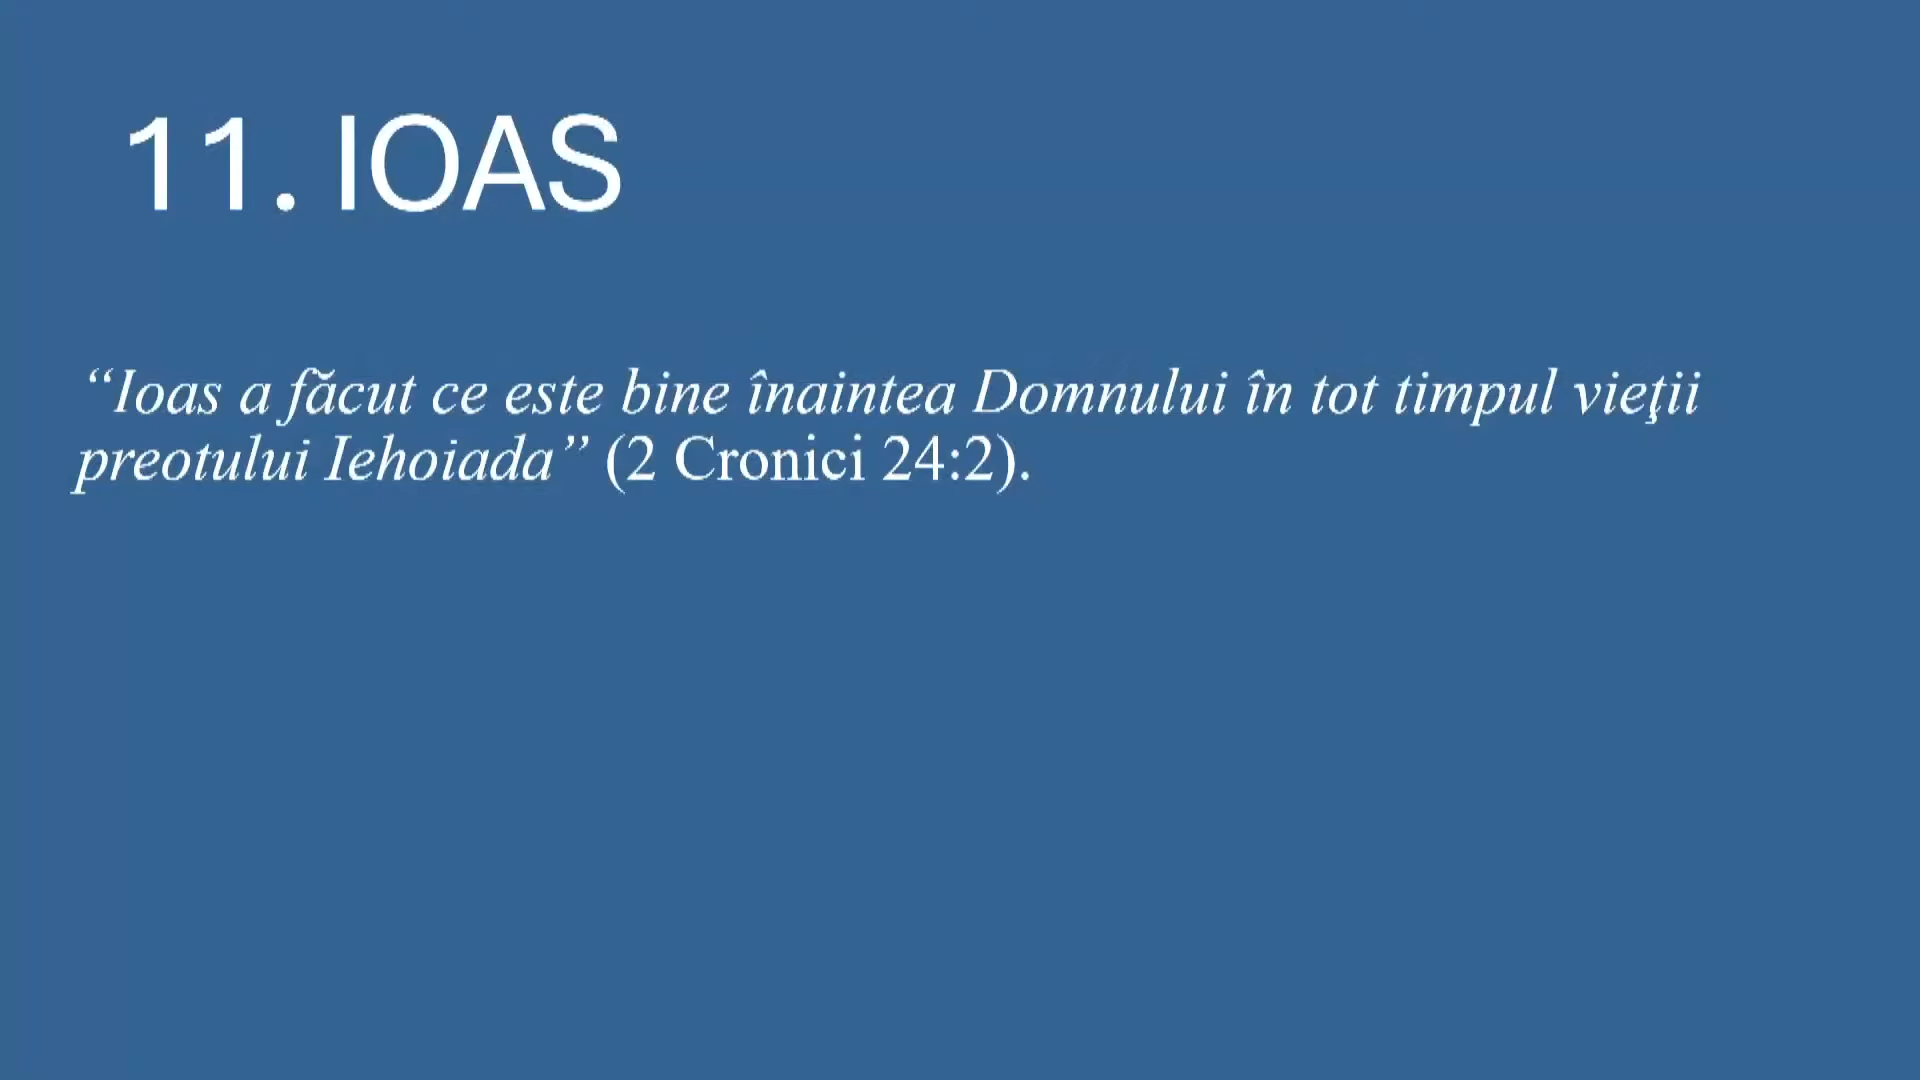 11. IOAS
“Ioas a făcut ce este bine înaintea Domnului în tot timpul vieţii
preotului Iehoiada” (2 Cronici 24:2).